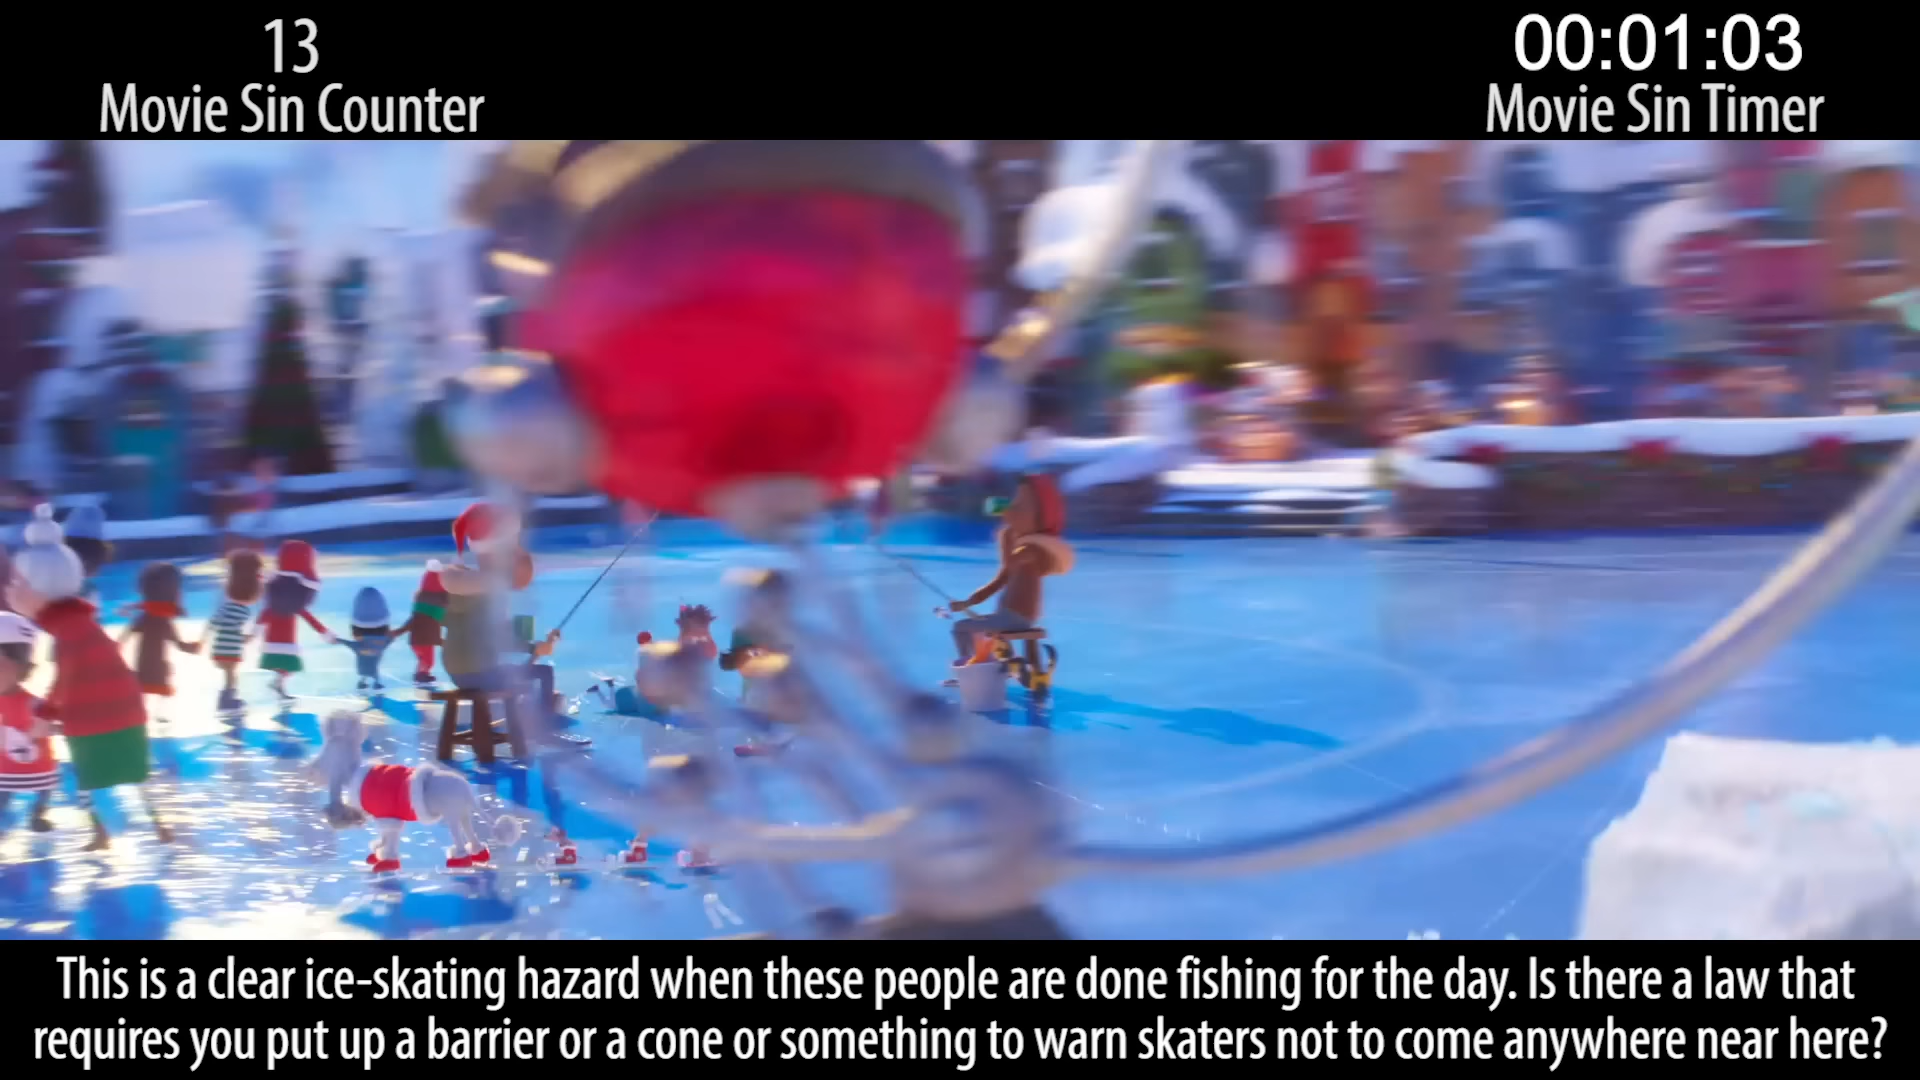 13
Movie Sin Counter
00:01:03
Movie Sin Timer
This is a clear ice-skating hazard when these people are done fishing for the day. Is there a law that
requires you put up a barrier or a cone or something to warn skaters not to come anywhere near here?